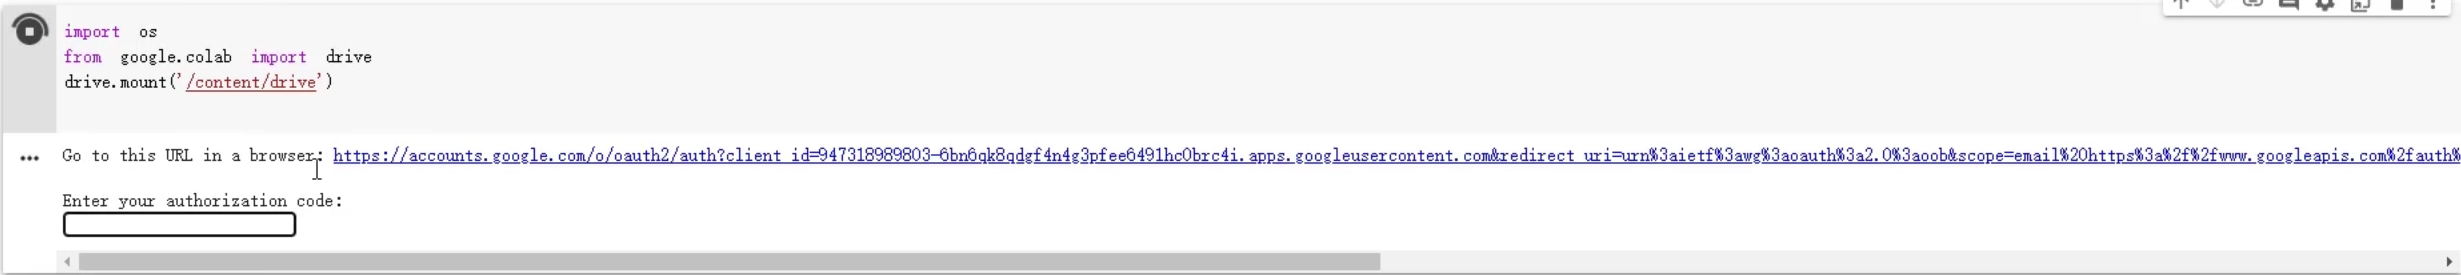 import os
from google.colab import drive
drive.mount('/content/drive')
Go to this URL in a browser: https://accounts.google.com/o/oauth2/auth?client_id=947318989803-6bn6qk8qdgf4n4g3pfee6491hc0brc4i.apps.googleusercontent.com&redirect_uri=urn%3aietf%3awg%3aoauth%3a2.0%3aoob&scope=email%20https%3a%2f%2fwww.googleapis.com%2fauth%
Enter your authorization code: